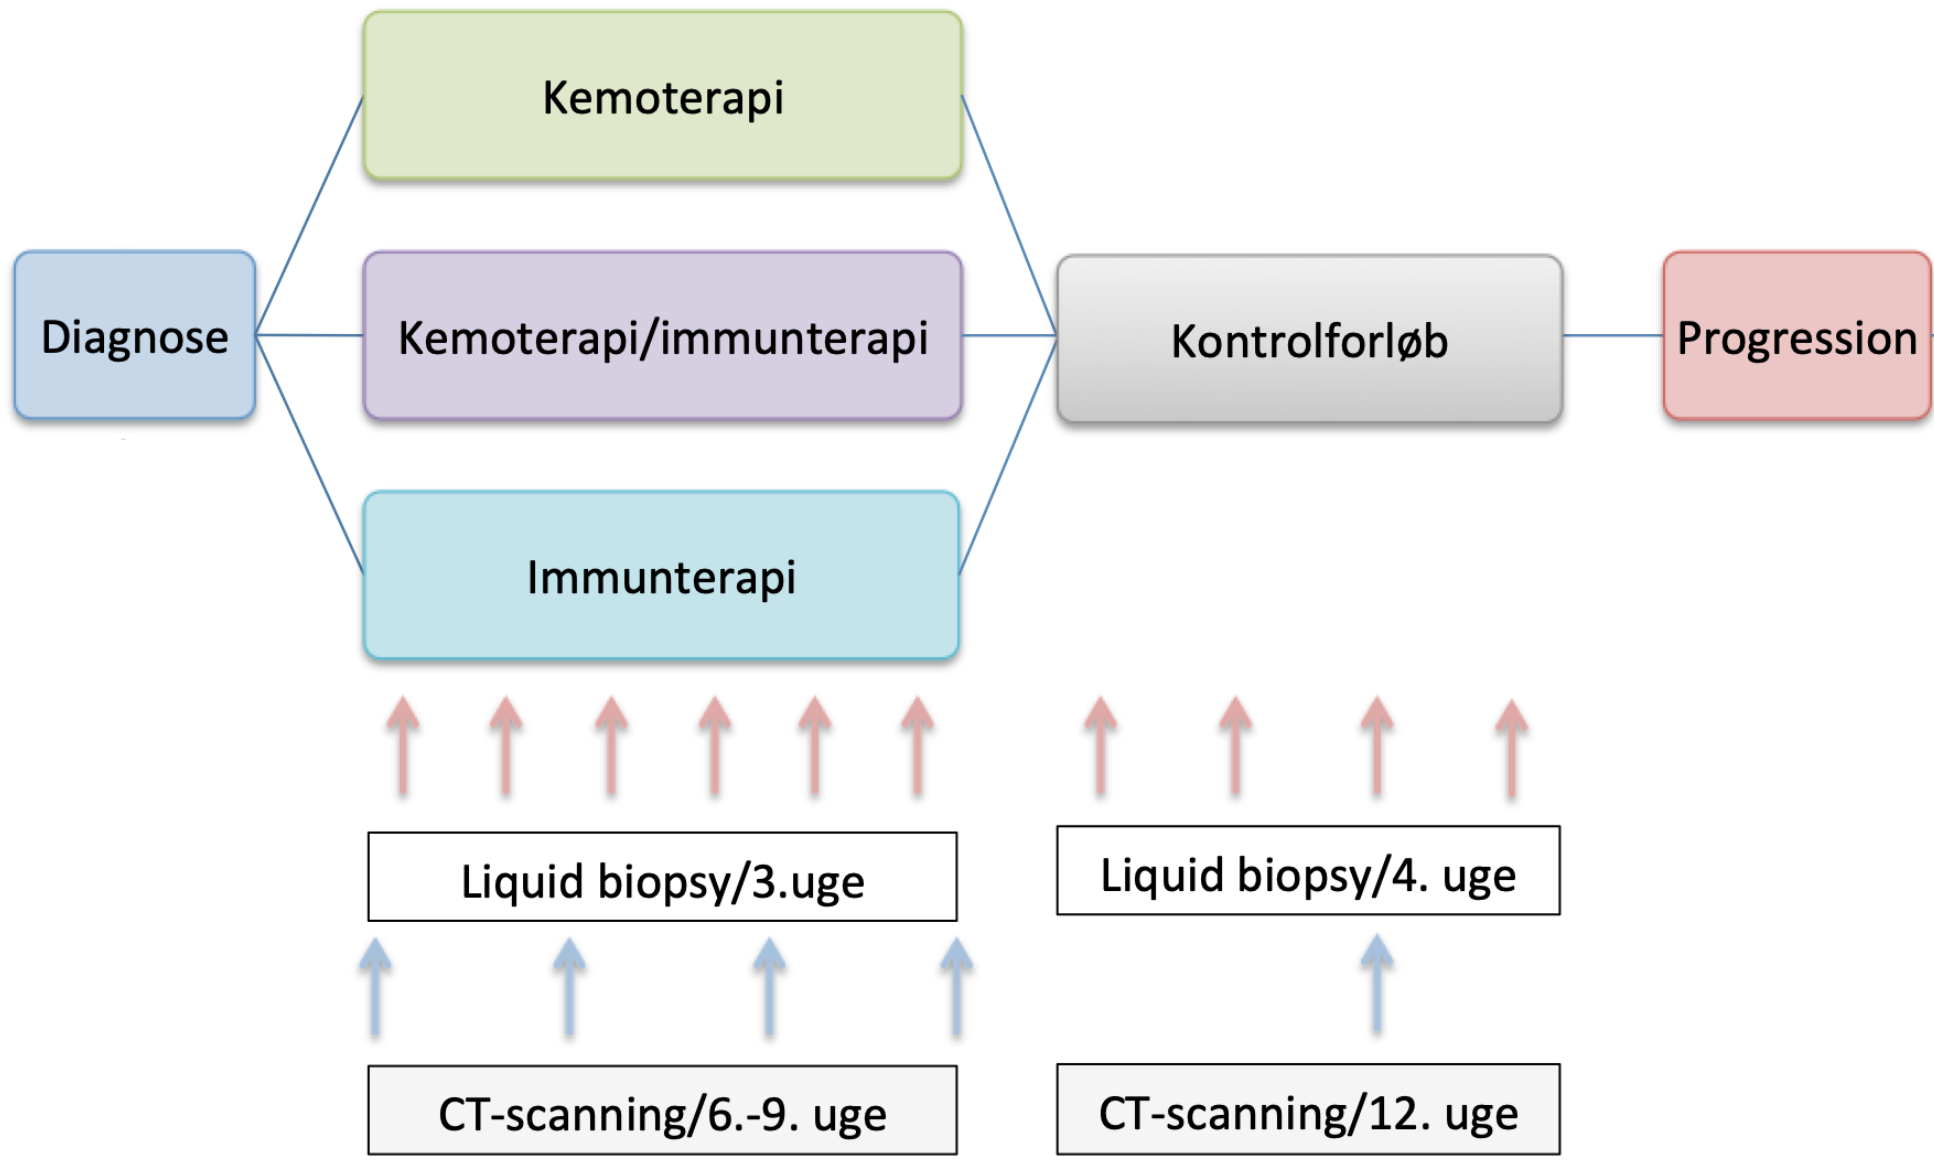 Kemoterapi
Diagnose
Kemoterapi/immunterapi
Kontrolforløb
Progression
Immunterapi
Liquid biopsy/3.uge
Liquid biopsy/4. uge
CT-scanning/6.-9. uge
CT-scanning/12. uge